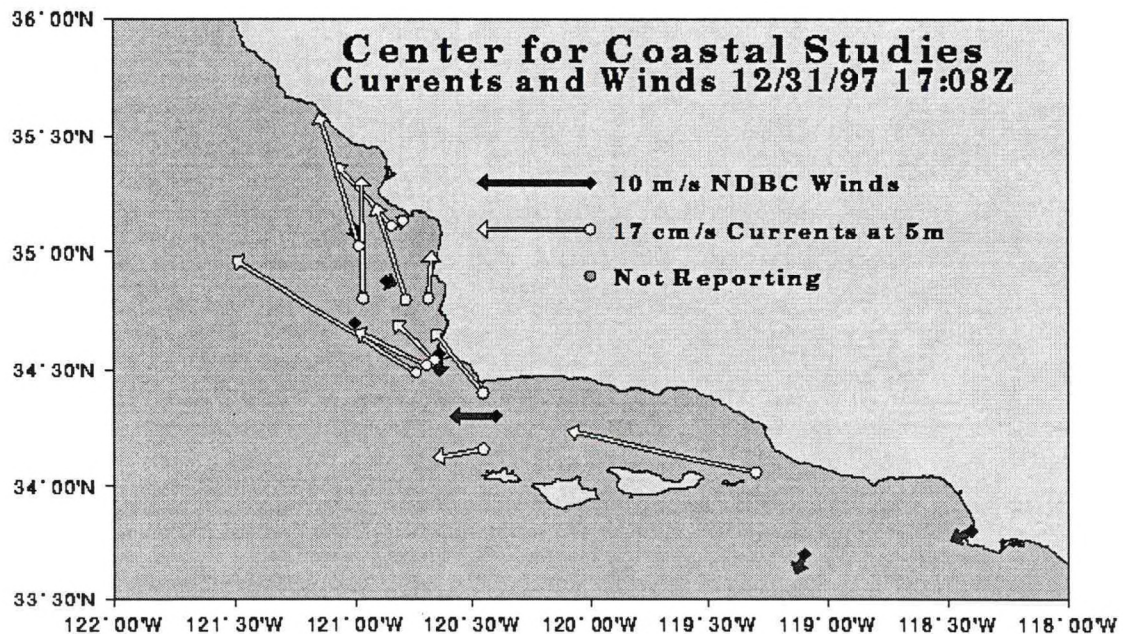 Center for Coastal Studies
Currents and Winds 12/31/97 17:08Z
10 m/s NDBC Winds
17 cm/s Currents at 5m
Not Reporting
36°00'N
35°30'N
35°00'N
34°30'N
34°00'N
33°30'N
122°00'W 121°30'W 121°00'W 120°30'W 120°00'W 119°30'W 119°00'W 118°30'W 118°00'W